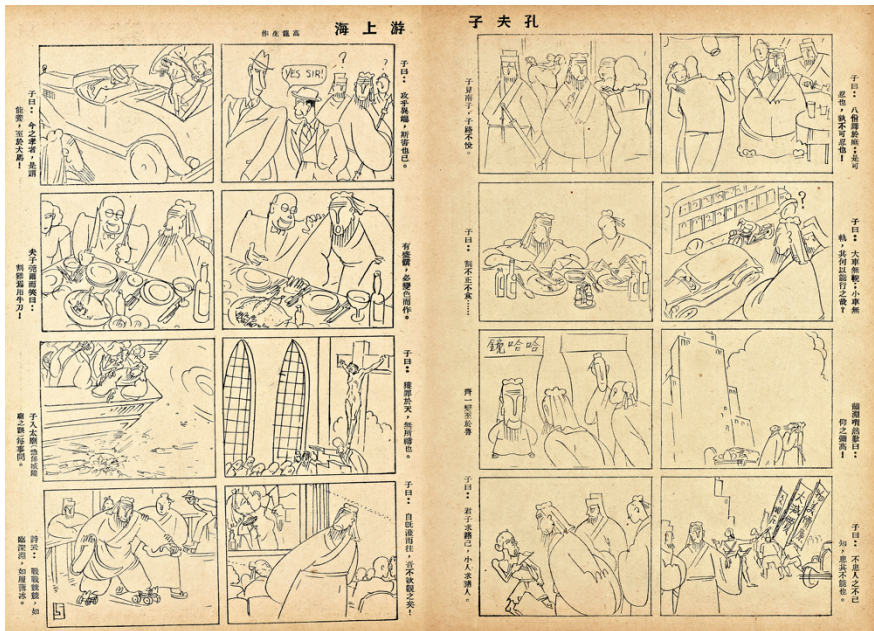 孔夫子
游上海
高龍生作
子曰：八佾舞於庭；是可
忍也，孰不可忍也！
子見南子，子路不悅。
子曰：大車無輗；小車無
軏，其何以能行之哉？
?
子曰：割不正不食……
顏淵喟然歎曰：
仰之彌高！
哈哈鏡
齊一變至於魯
子曰：不患人之不己
知，患其不能也。
子曰：君子求諸己，小人求諸人。
子曰：攻乎異端，斯害也已。
YES SIR!
?
?
子曰：今之孝者，是謂
能養，至於犬馬！
有盛饌，必變色而作。
夫子莞爾而笑曰：
割雞焉用牛刀！
子曰：獲罪於天，無所禱也。
子入太廟
每事問。
子曰：自既灌而往，吾不欲觀之矣！
詩云：戰戰兢兢，如
臨深淵，如履薄冰。